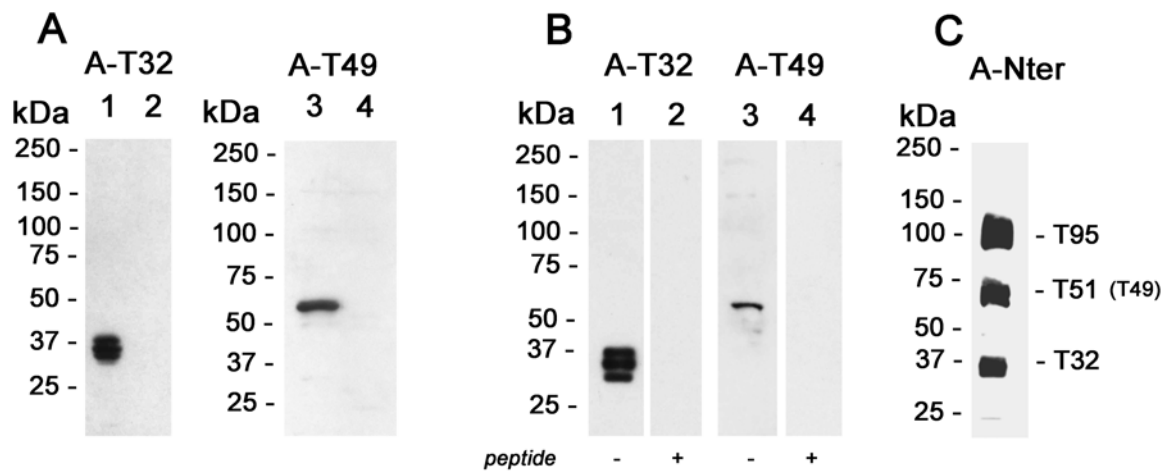 A
A-T32
A-T49
kDa
1 2
kDa
3 4
250 -
150 -
100 -
75 -
50 -
37 -
25 -
250 -
150 -
100 -
75 -
50 -
37 -
25 -
B
A-T32
A-T49
kDa
1 2 3 4
250 -
150 -
100 -
75 -
50 -
37 -
25 -
peptide - + - +
C
A-Nter
kDa
250 -
150 -
100 -
75 -
50 -
37 -
25 -
- T95
- T51 (T49)
- T32